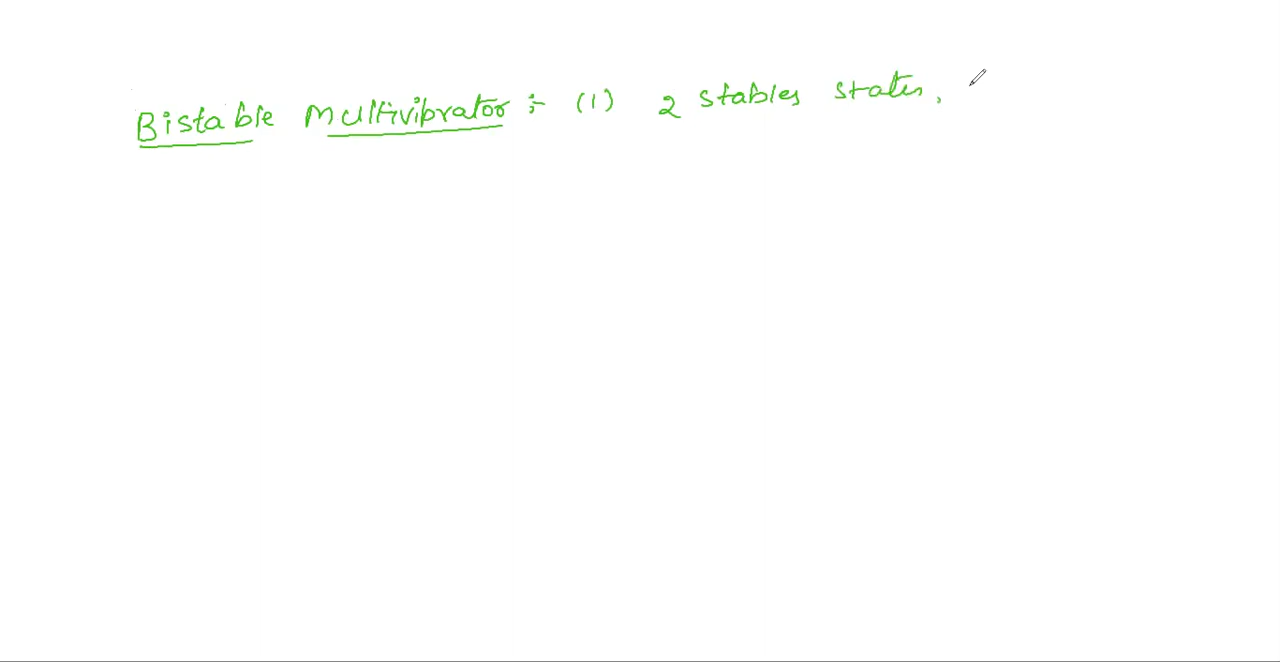 Bistable Multivibrator :- (1) 2 stables states,